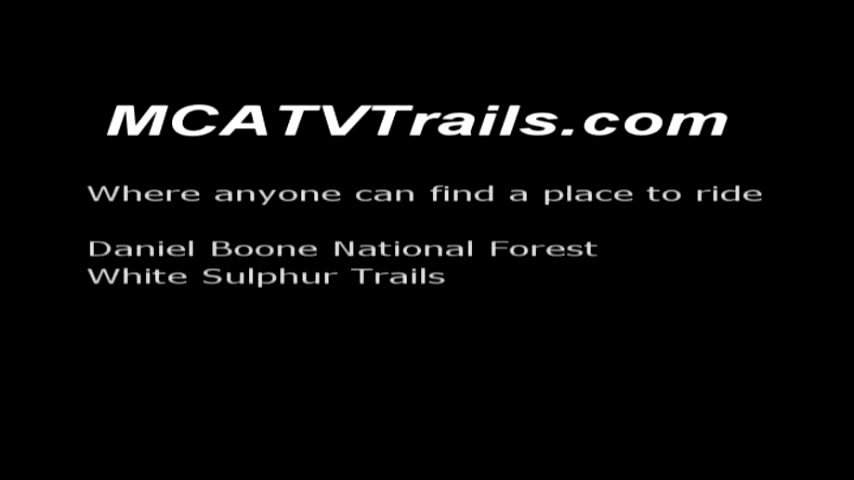 MCATVTrails.com
Where anyone can find a place to ride
Daniel Boone National Forest
White Sulphur Trails